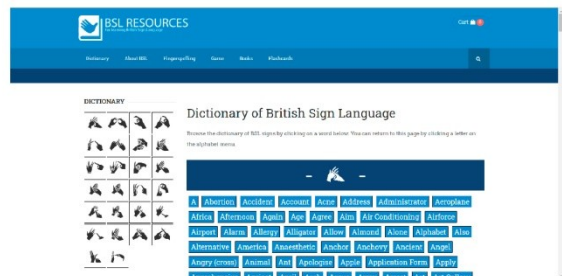 BSL RESOURCES
Cart
Dictionary About BSL Fingerspelling Game Books Flashcards
DICTIONARY
Dictionary of British Sign Language
Browse the dictionary of BSL signs by clicking on a word below. You can return to this page by clicking a letter on
the alphabet menu.
A Abortion Accident Account Acne Address Administrator Aeroplane
Africa Afternoon Again Age Agree Aim Air Conditioning Airforce
Airport Alarm Allergy Alligator Allow Almond Alone Alphabet Also
Alternative America Anaesthetic Anchor Anchovy Ancient Angel
Angry (cross) Animal Ant Apologise Apple Application Form Apply